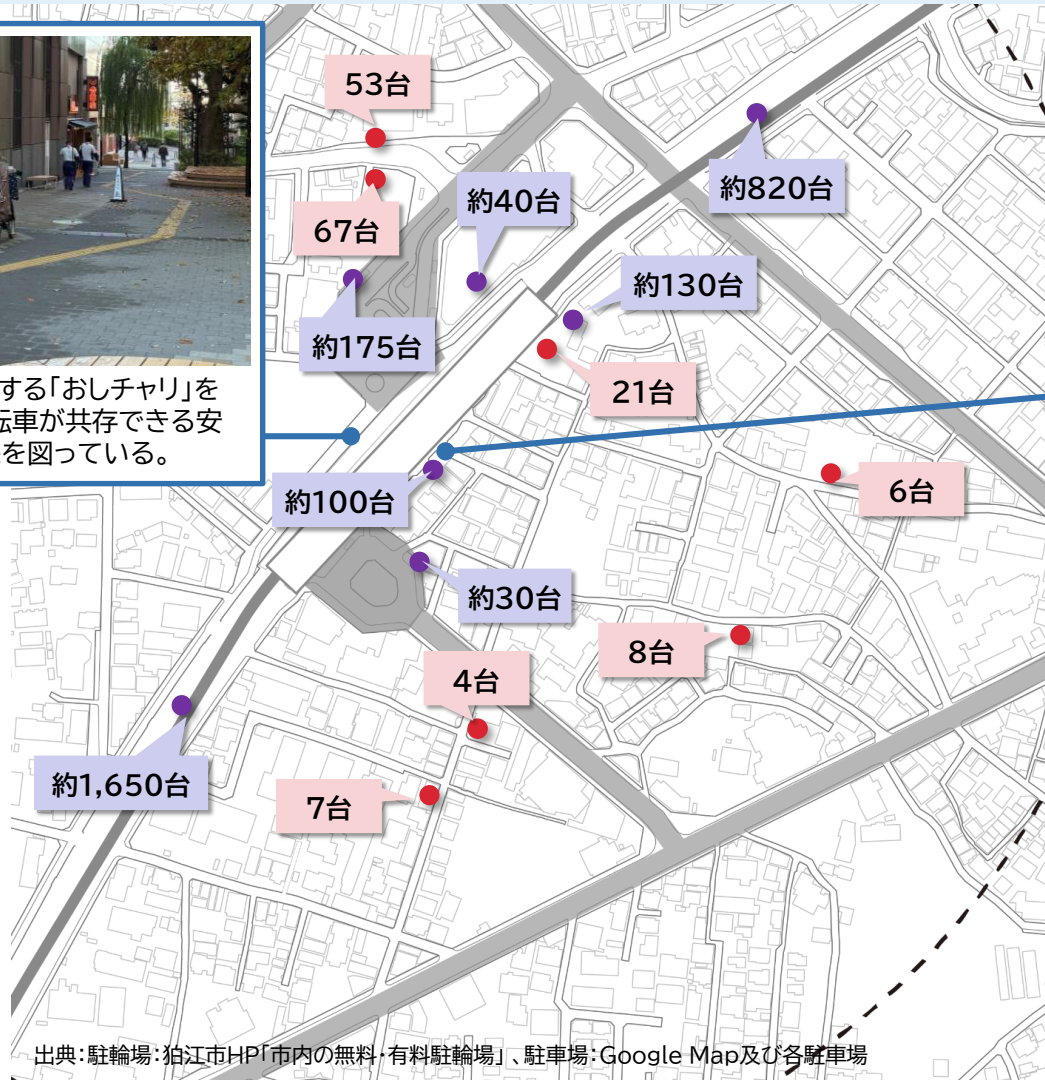 53台
67台
約40台
約820台
約130台
約175台
21台
する「おしチャリ」を
転車が共存できる安
を図っている。
約100台
6台
約30台
8台
4台
約1,650台
7台
出典:駐輪場:狛江市HP「市内の無料・有料駐輪場」、駐車場:Google Map及び各駐車場